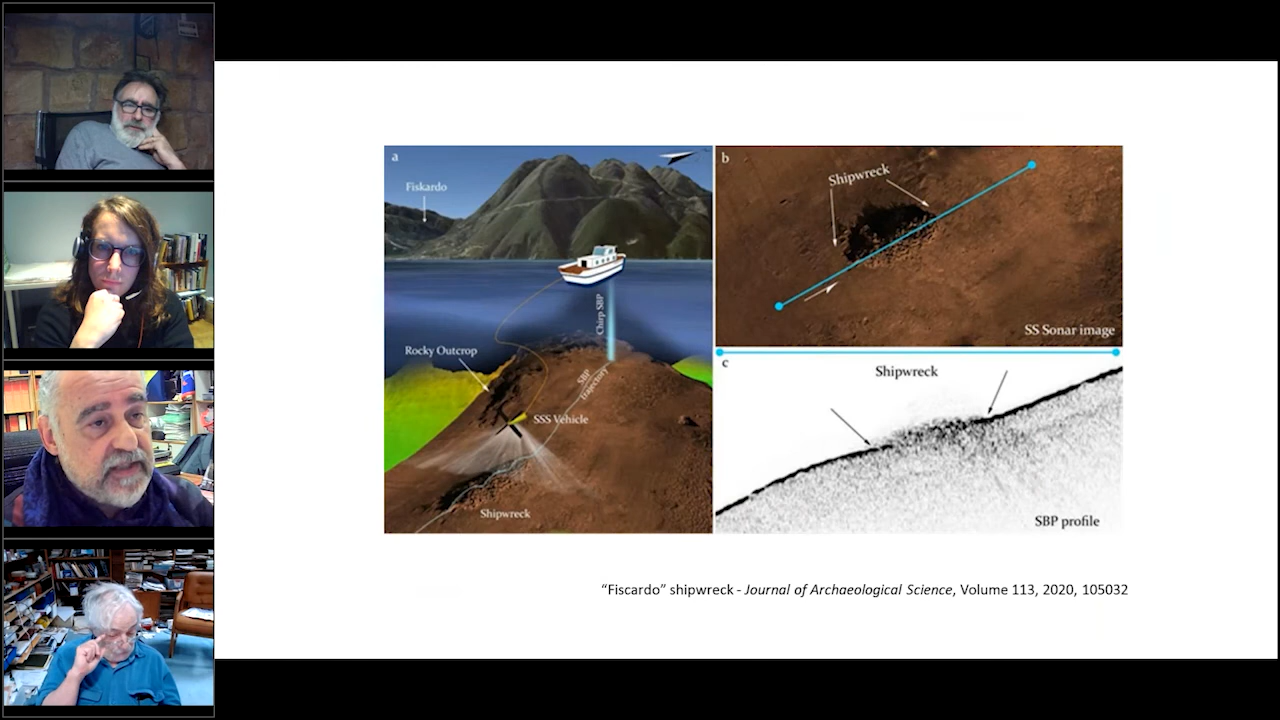 a
Fiskardo
Chirp SBP
Rocky Outcrop
SBP
trajectory
SSS Vehicle
Shipwreck
b
Shipwreck
SS Sonar image
c
Shipwreck
SBP profile
“Fiscardo” shipwreck - Journal of Archaeological Science, Volume 113, 2020, 105032